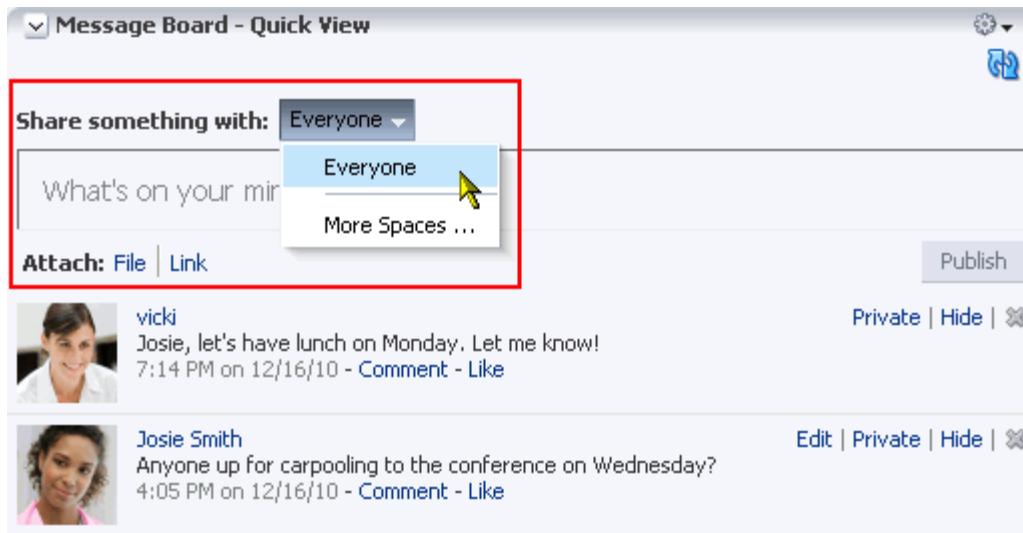 Message Board - Quick View
Share something with: Everyone
Everyone
What's on your mi
More Spaces ...
Attach: File | Link
Publish
vicki
Private | Hide |
Josie, let's have lunch on Monday. Let me know!
7:14 PM on 12/16/10 - Comment - Like
Josie Smith
Edit | Private | Hide |
Anyone up for carpooling to the conference on Wednesday?
4:05 PM on 12/16/10 - Comment - Like